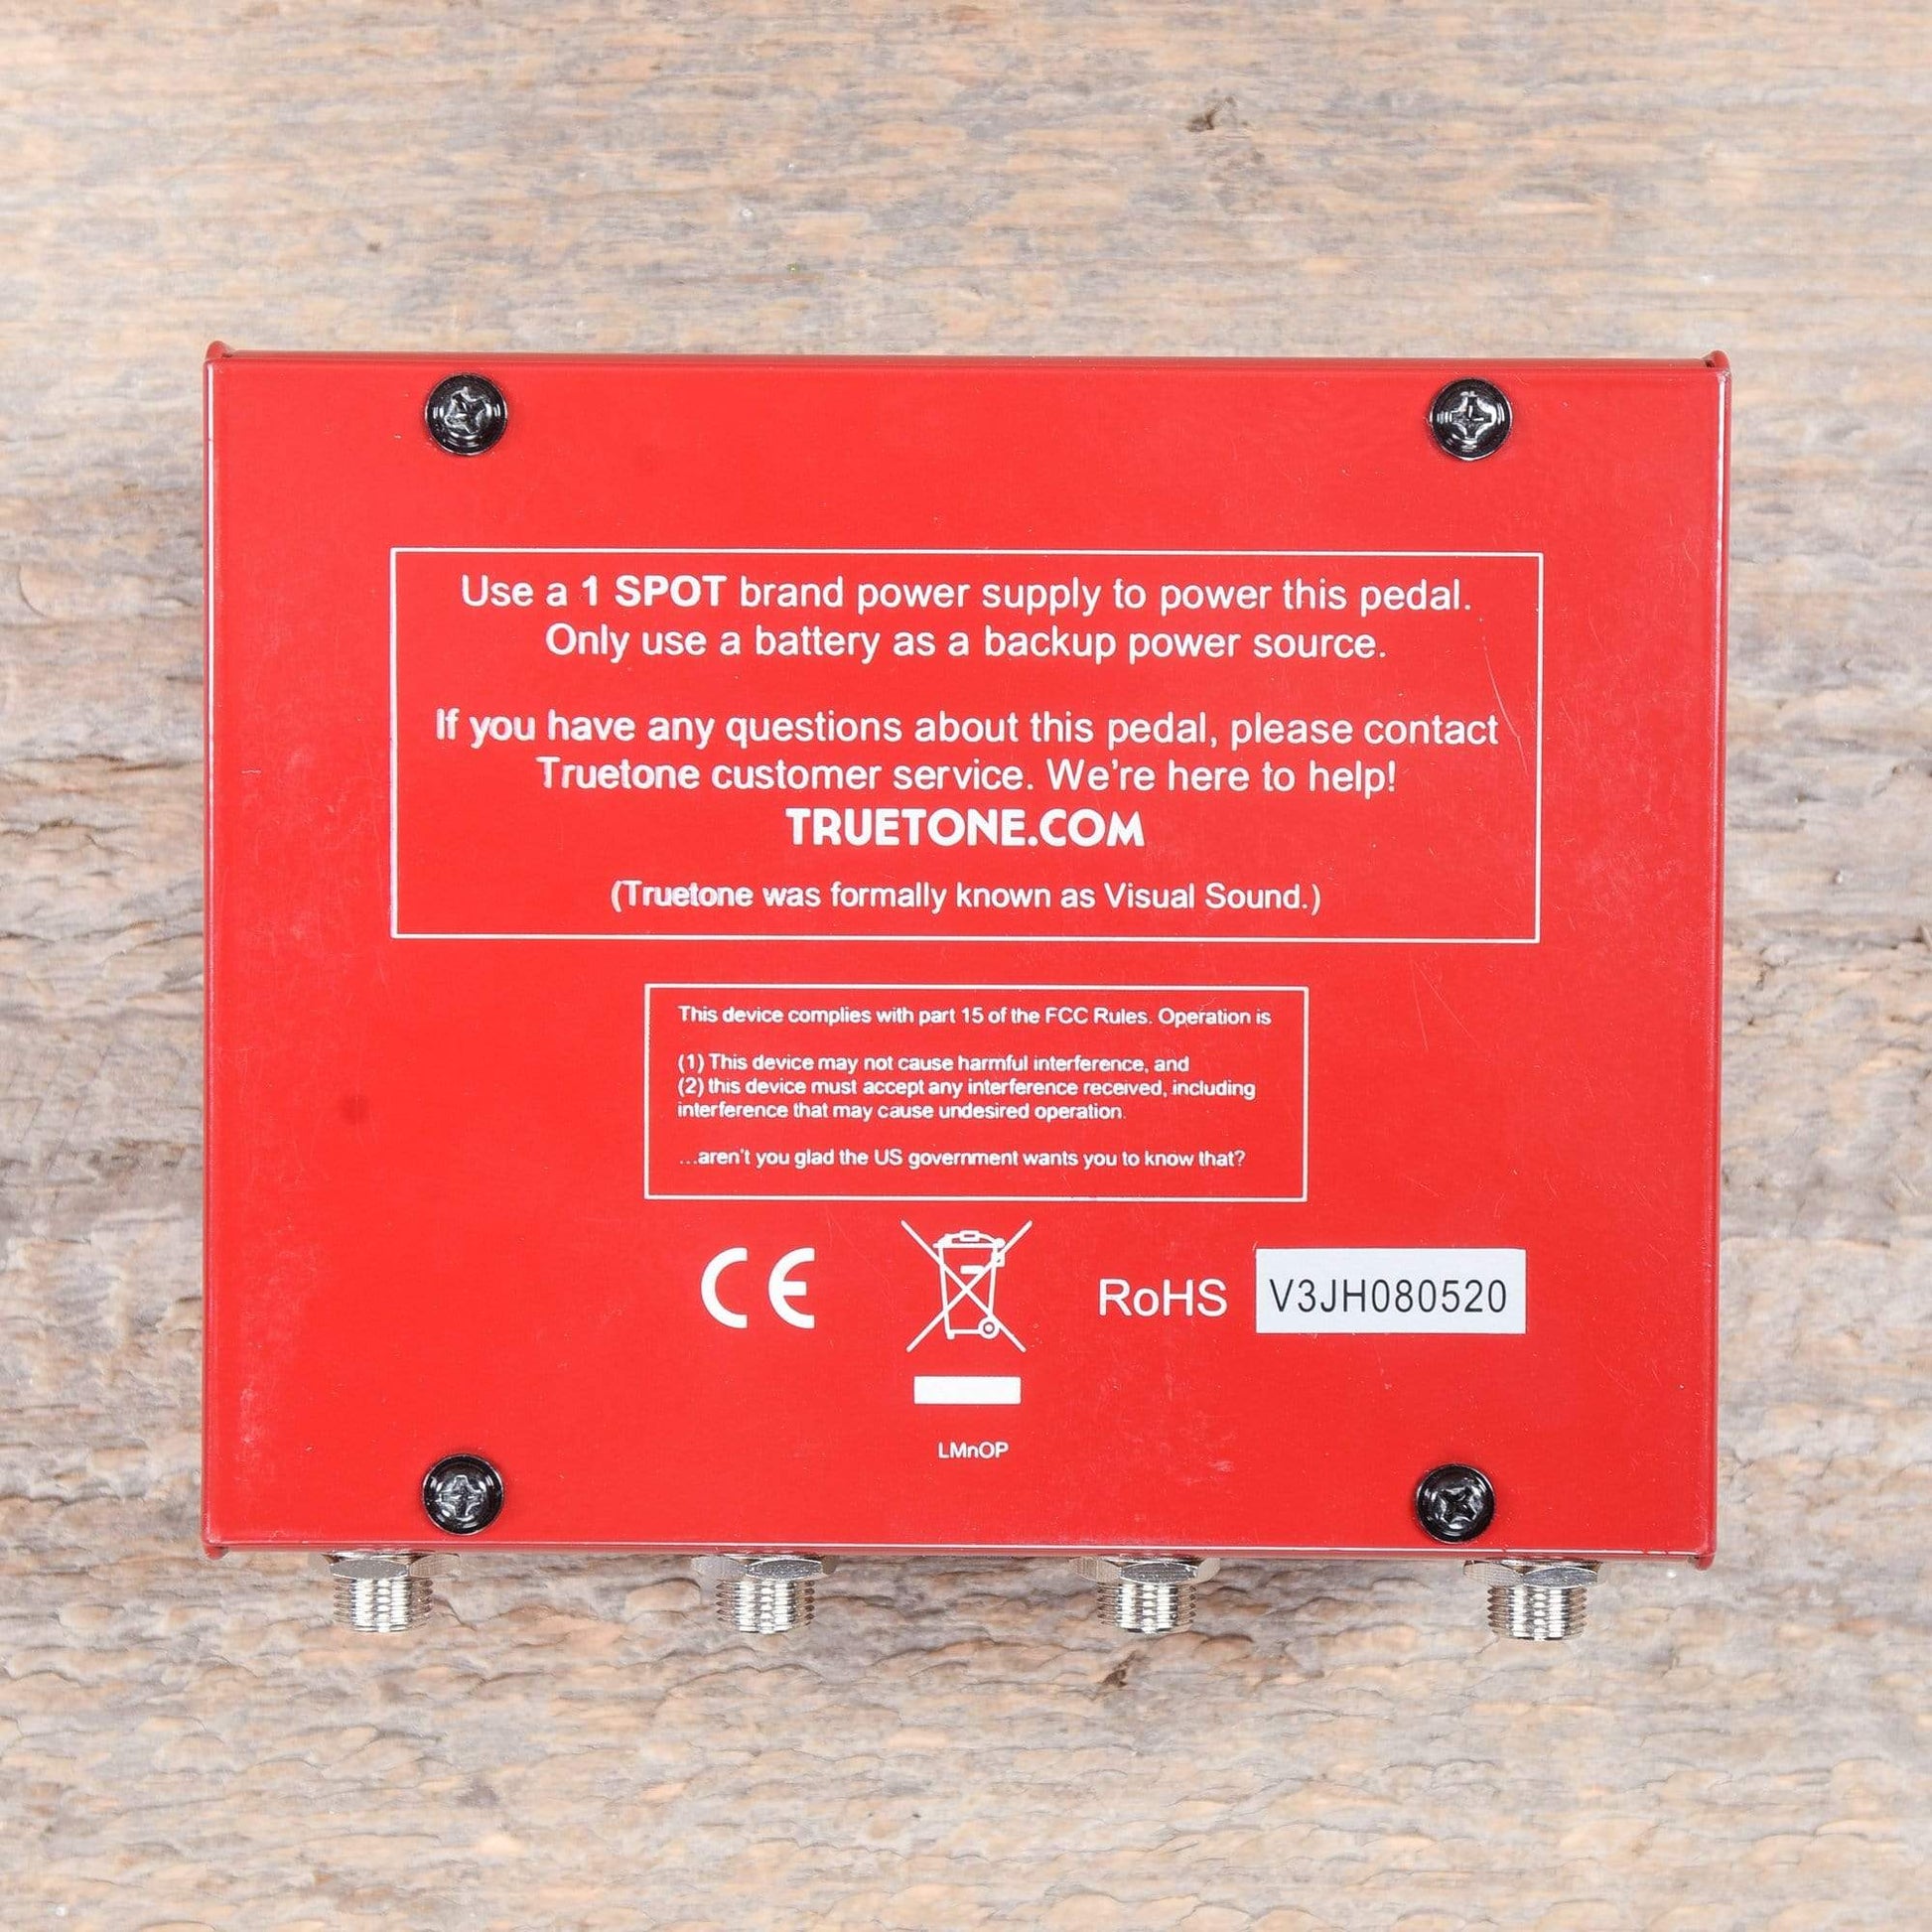 Use a 1 SPOT brand power supply to power this pedal.
Only use a battery as a backup power source.
If you have any questions about this pedal, please contact
Truetone customer service. We're here to help!
TRUETONE.COM
(Truetone was formally known as Visual Sound.)
This device complies with part 15 of the FCC Rules. Operation is
(1) This device may not cause harmful interference, and
(2) this device must accept any interference received, including
interference that may cause undesired operation.
...aren't you glad the US government wants you to know that?
CE
RoHS
V3JH080520
LMnOP